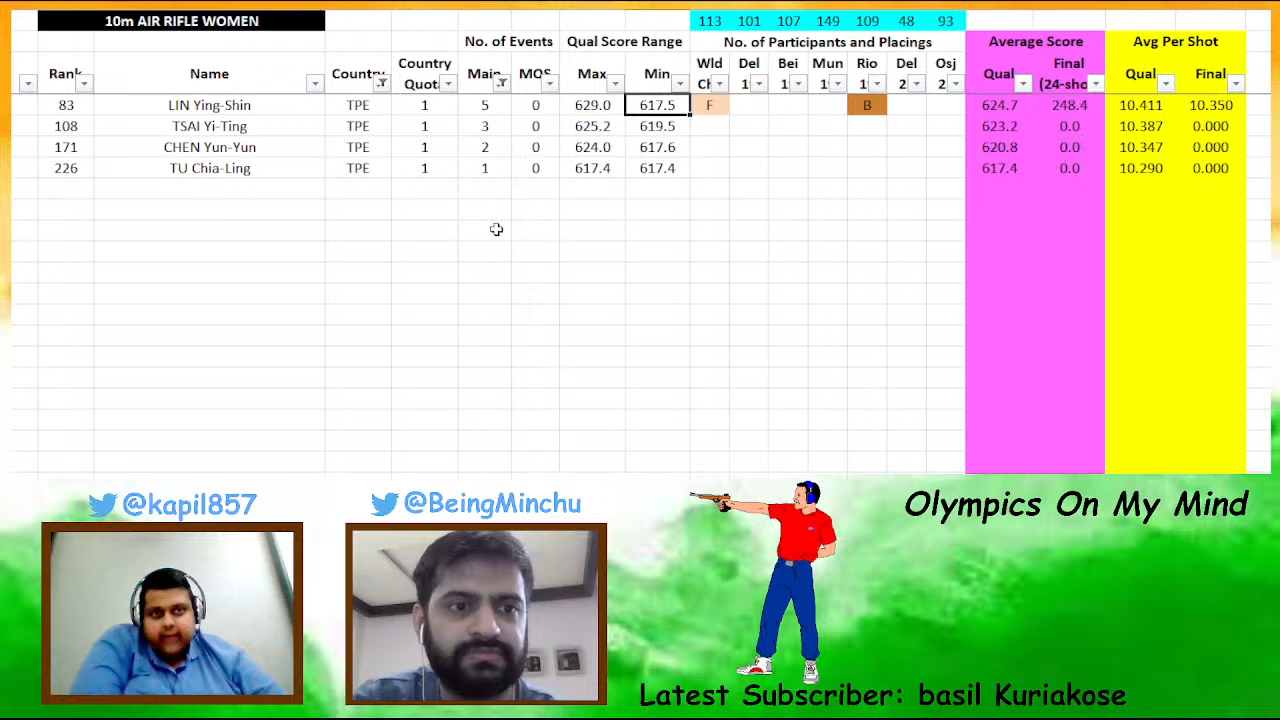 10m AIR RIFLE WOMEN 113 101 107 149 109 48 93
No. of Events Qual Score Range No. of Participants and Placings Average Score Avg Per Shot
Rank Name Country Country Quot Main MQS Max Min Wld Ch Del 1 Bei 1 Mun 1 Rio 1 Del 2 Osj 2 Qual Final (24-sho Qual Final
83 LIN Ying-Shin TPE 1 5 0 629.0 617.5 F B 624.7 248.4 10.411 10.350
108 TSAI Yi-Ting TPE 1 3 0 625.2 619.5 623.2 0.0 10.387 0.000
171 CHEN Yun-Yun TPE 1 2 0 624.0 617.6 620.8 0.0 10.347 0.000
226 TU Chia-Ling TPE 1 1 0 617.4 617.4 617.4 0.0 10.290 0.000
@kapil857 @BeingMinchu Olympics On My Mind
Latest Subscriber: basil Kuriakose